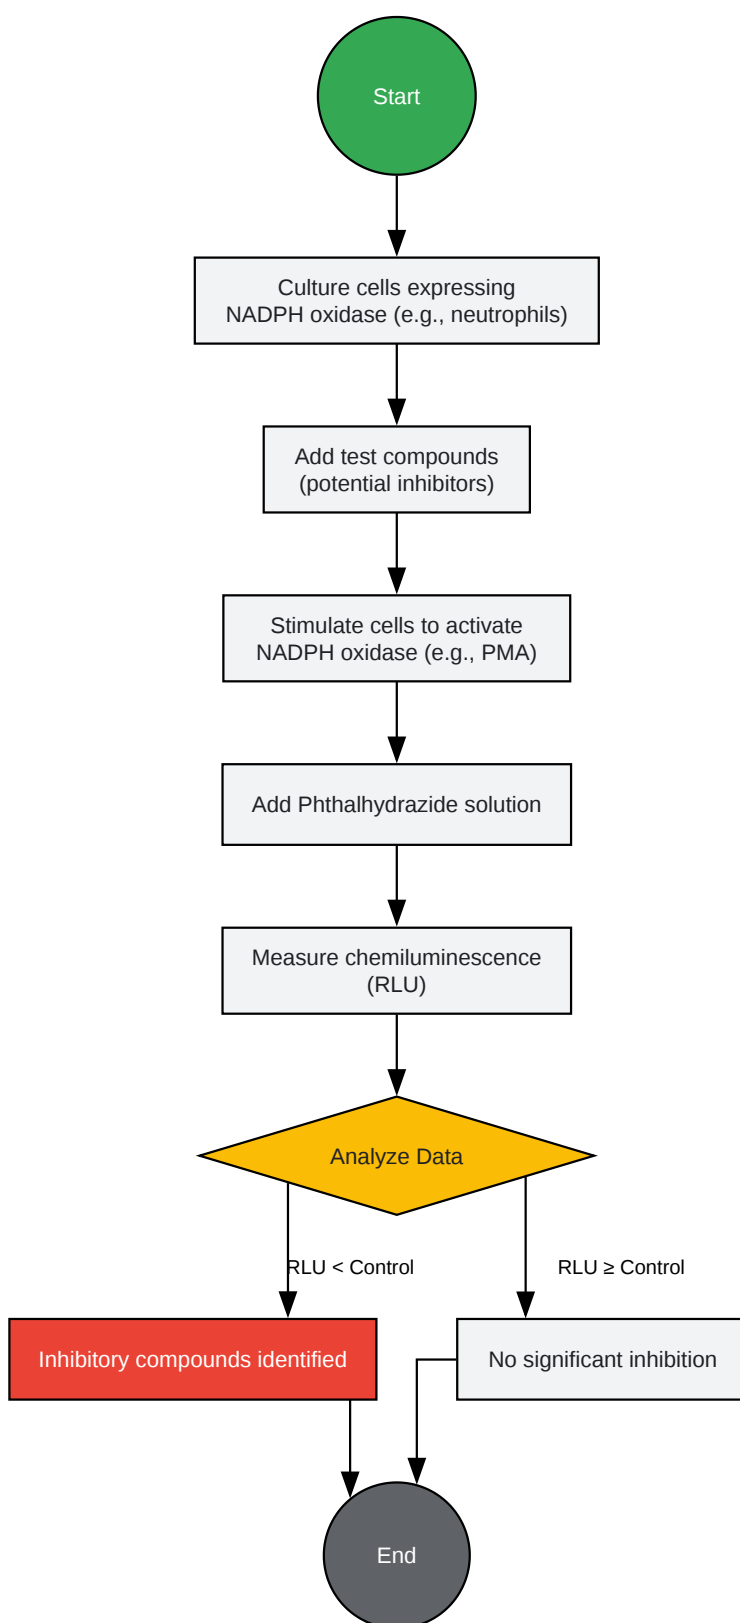 Start
Culture cells expressing
NADPH oxidase (e.g., neutrophils)
Add test compounds
(potential inhibitors)
Stimulate cells to activate
NADPH oxidase (e.g., PMA)
Add Phthalhydrazide solution
Measure chemiluminescence
(RLU)
Analyze Data
RLU < Control
RLU ≥ Control
Inhibitory compounds identified
No significant inhibition
End